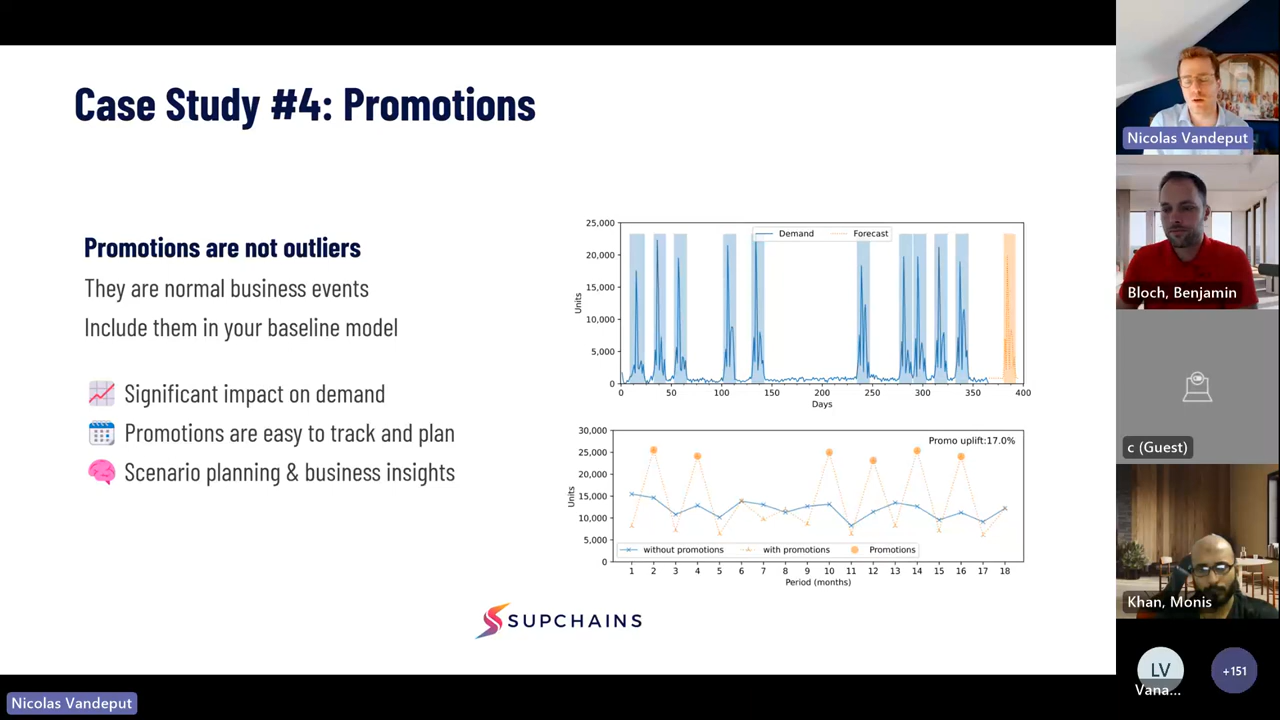 Case Study #4: Promotions
Promotions are not outliers
They are normal business events
Include them in your baseline model
Significant impact on demand
Promotions are easy to track and plan
Scenario planning & business insights
25,000
20,000
15,000
10,000
5,000
0
Units
Demand
Forecast
0 50 100 150 200 250 300 350 400
Days
30,000
25,000
20,000
15,000
10,000
5,000
0
Units
Promo uplift:17.0%
without promotions
with promotions
Promotions
1 2 3 4 5 6 7 8 9 10 11 12 13 14 15 16 17 18
Period (months)
SUPCHAINS
Nicolas Vandeput
Nicolas Vandeput
Bloch, Benjamin
c (Guest)
Khan, Monis
LV
Vana...
+151